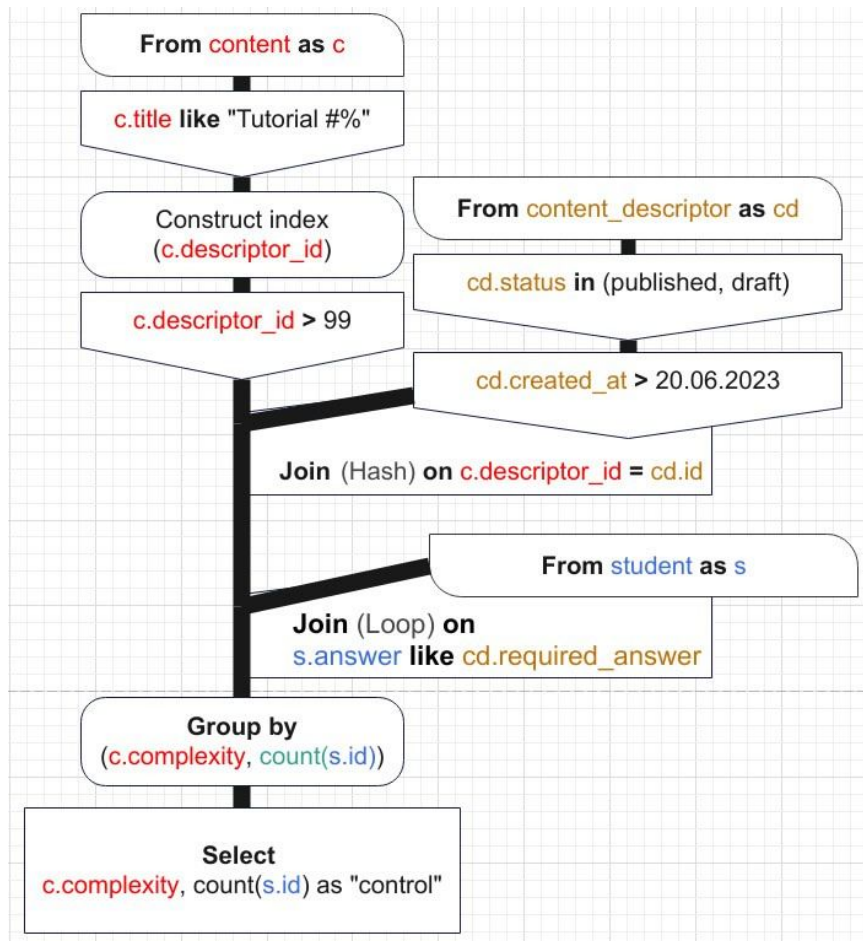 From content as c
c.title like "Tutorial #%"
Construct index
(c.descriptor_id)
c.descriptor_id > 99
From content_descriptor as cd
cd.status in (published, draft)
cd.created_at > 20.06.2023
Join (Hash) on c.descriptor_id = cd.id
From student as s
Join (Loop) on
s.answer like cd.required_answer
Group by
(c.complexity, count(s.id))
Select
c.complexity, count(s.id) as "control"